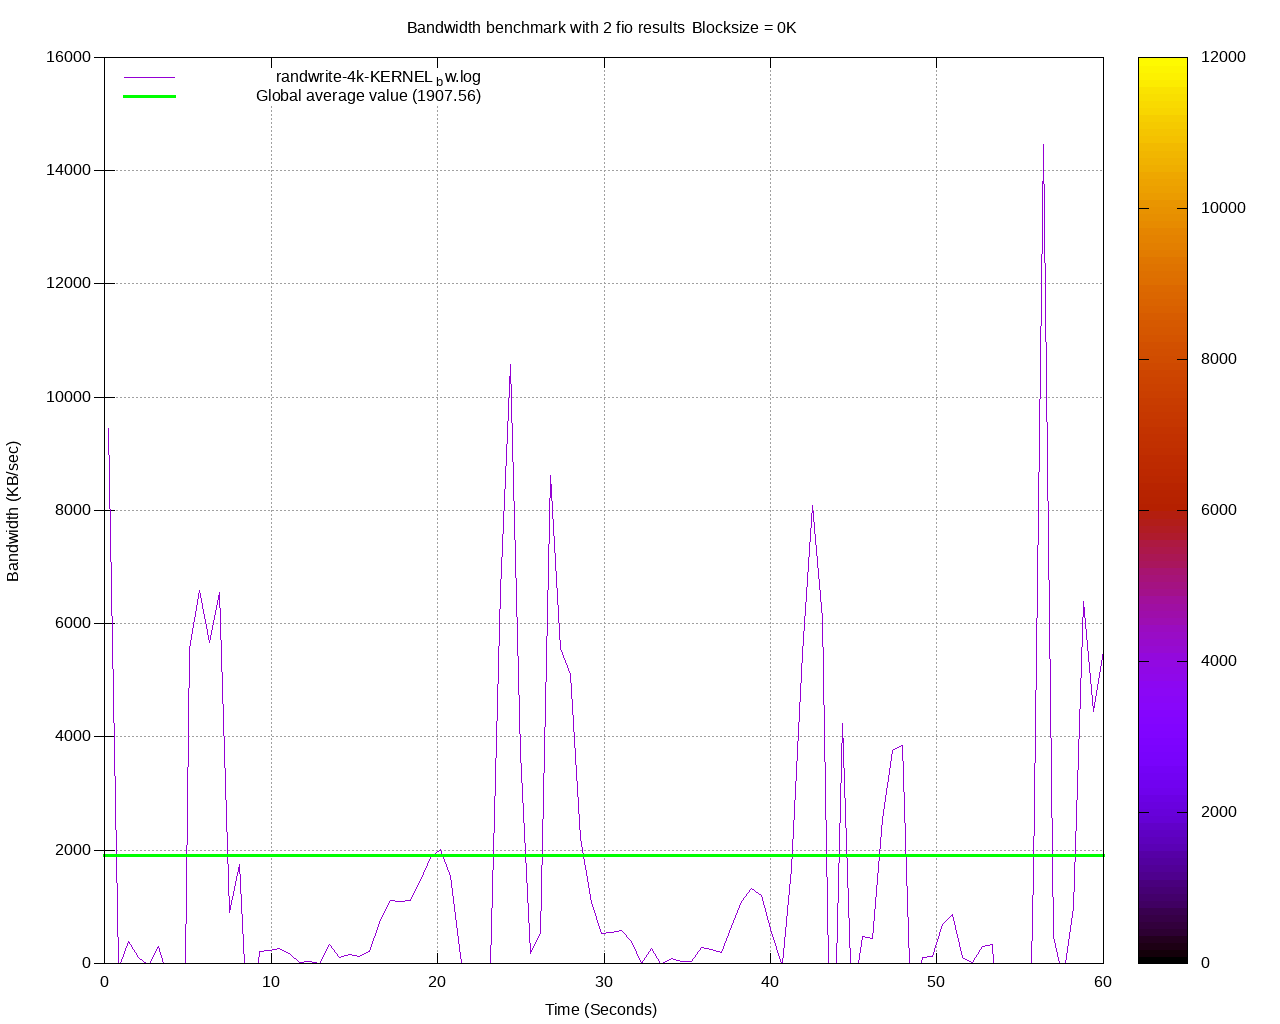 Bandwidth benchmark with 2 fio results Blocksize = 0K
randwrite-4k-KERNELbw.log
Global average value (1907.56)
Bandwidth (KB/sec)
16000
14000
12000
10000
8000
6000
4000
2000
0
0 10 20 30 40 50 60
Time (Seconds)
12000
10000
8000
6000
4000
2000
0